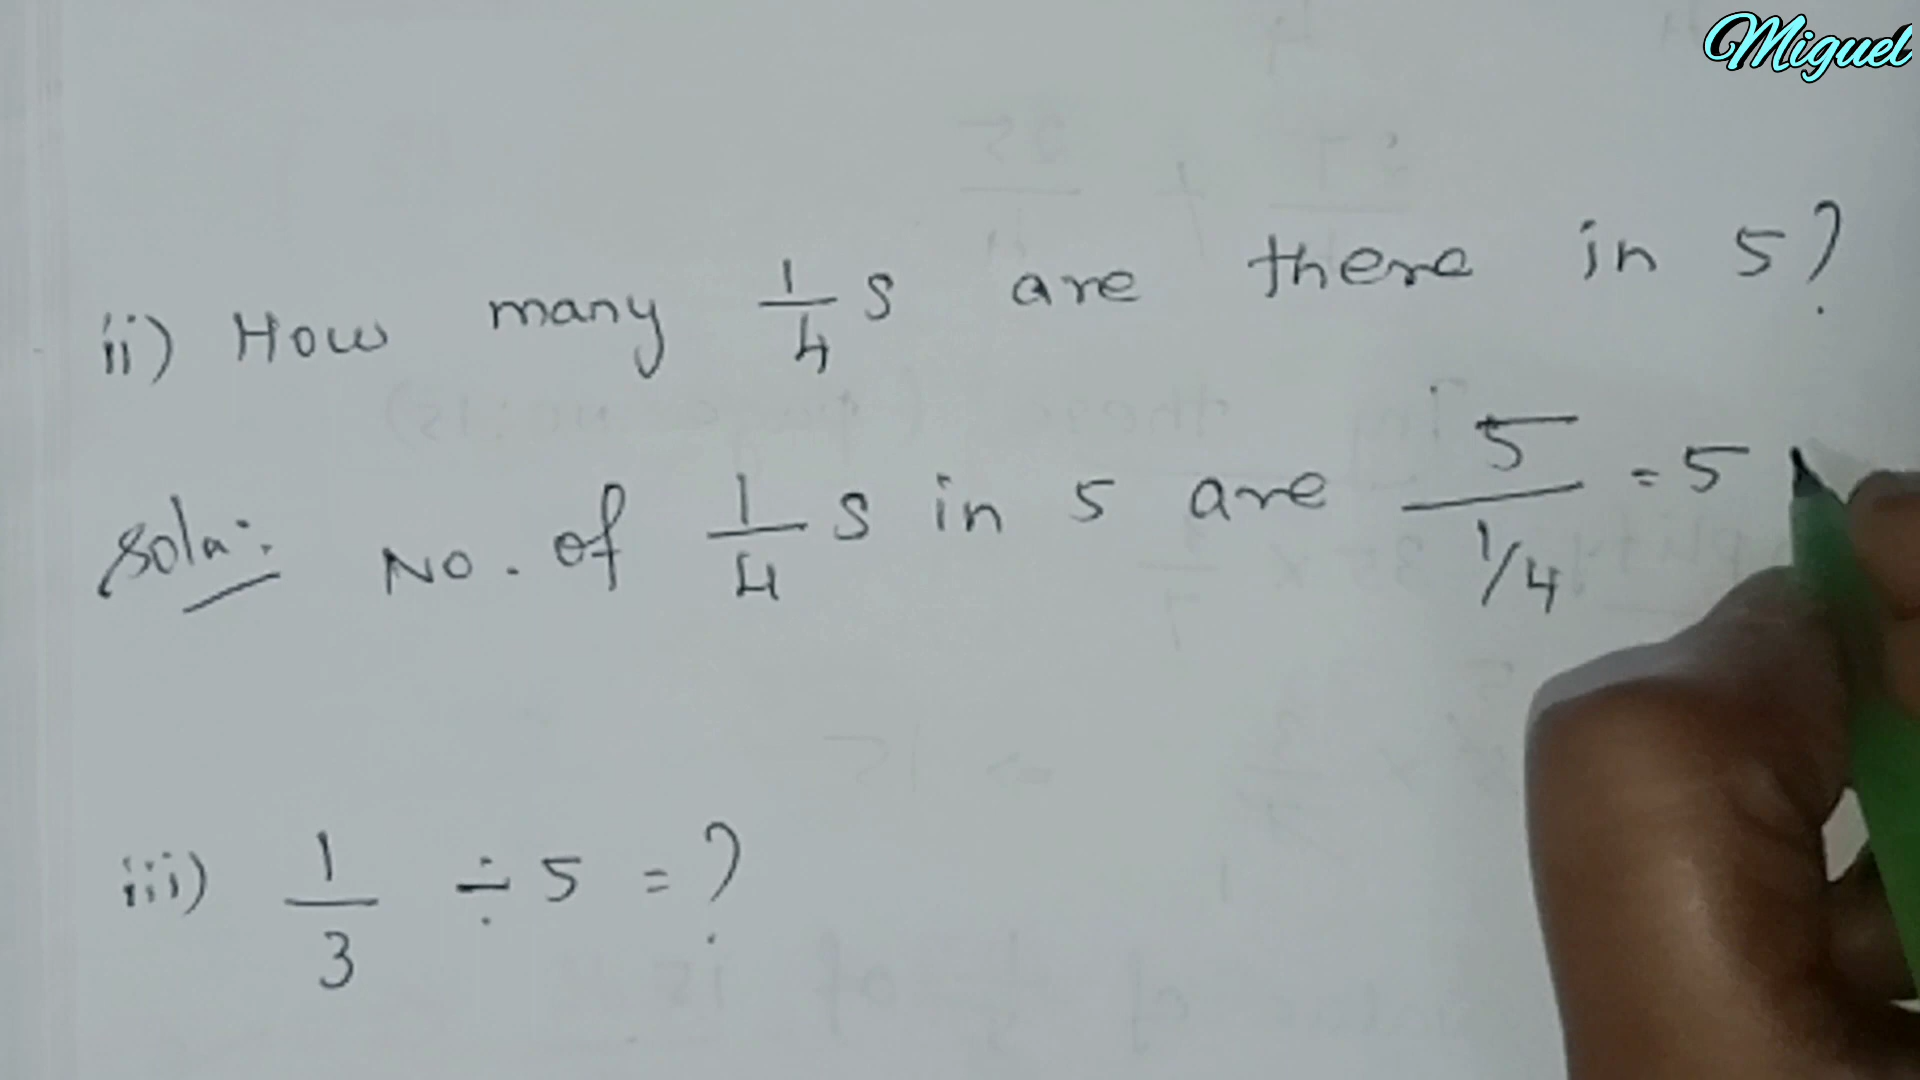 Miguel
ii) How many 1/4 s are there in 5?
Soln: No. of 1/4 s in 5 are 5/(1/4) = 5
iii) 1/3 ÷ 5 = ?